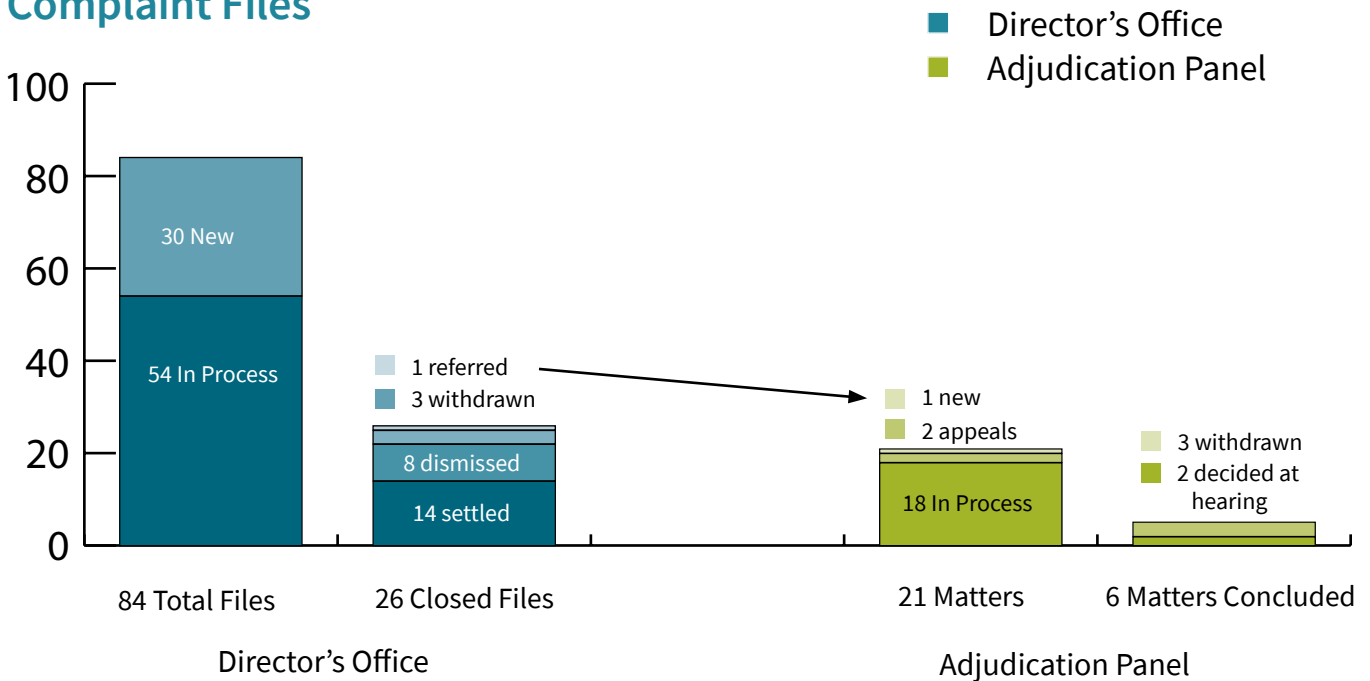 Complaint Files
Director’s Office
Adjudication Panel
100
80
60
40
20
0
30 New
54 In Process
1 referred
3 withdrawn
8 dismissed
14 settled
1 new
2 appeals
18 In Process
3 withdrawn
2 decided at
hearing
84 Total Files
26 Closed Files
21 Matters
6 Matters Concluded
Director’s Office
Adjudication Panel